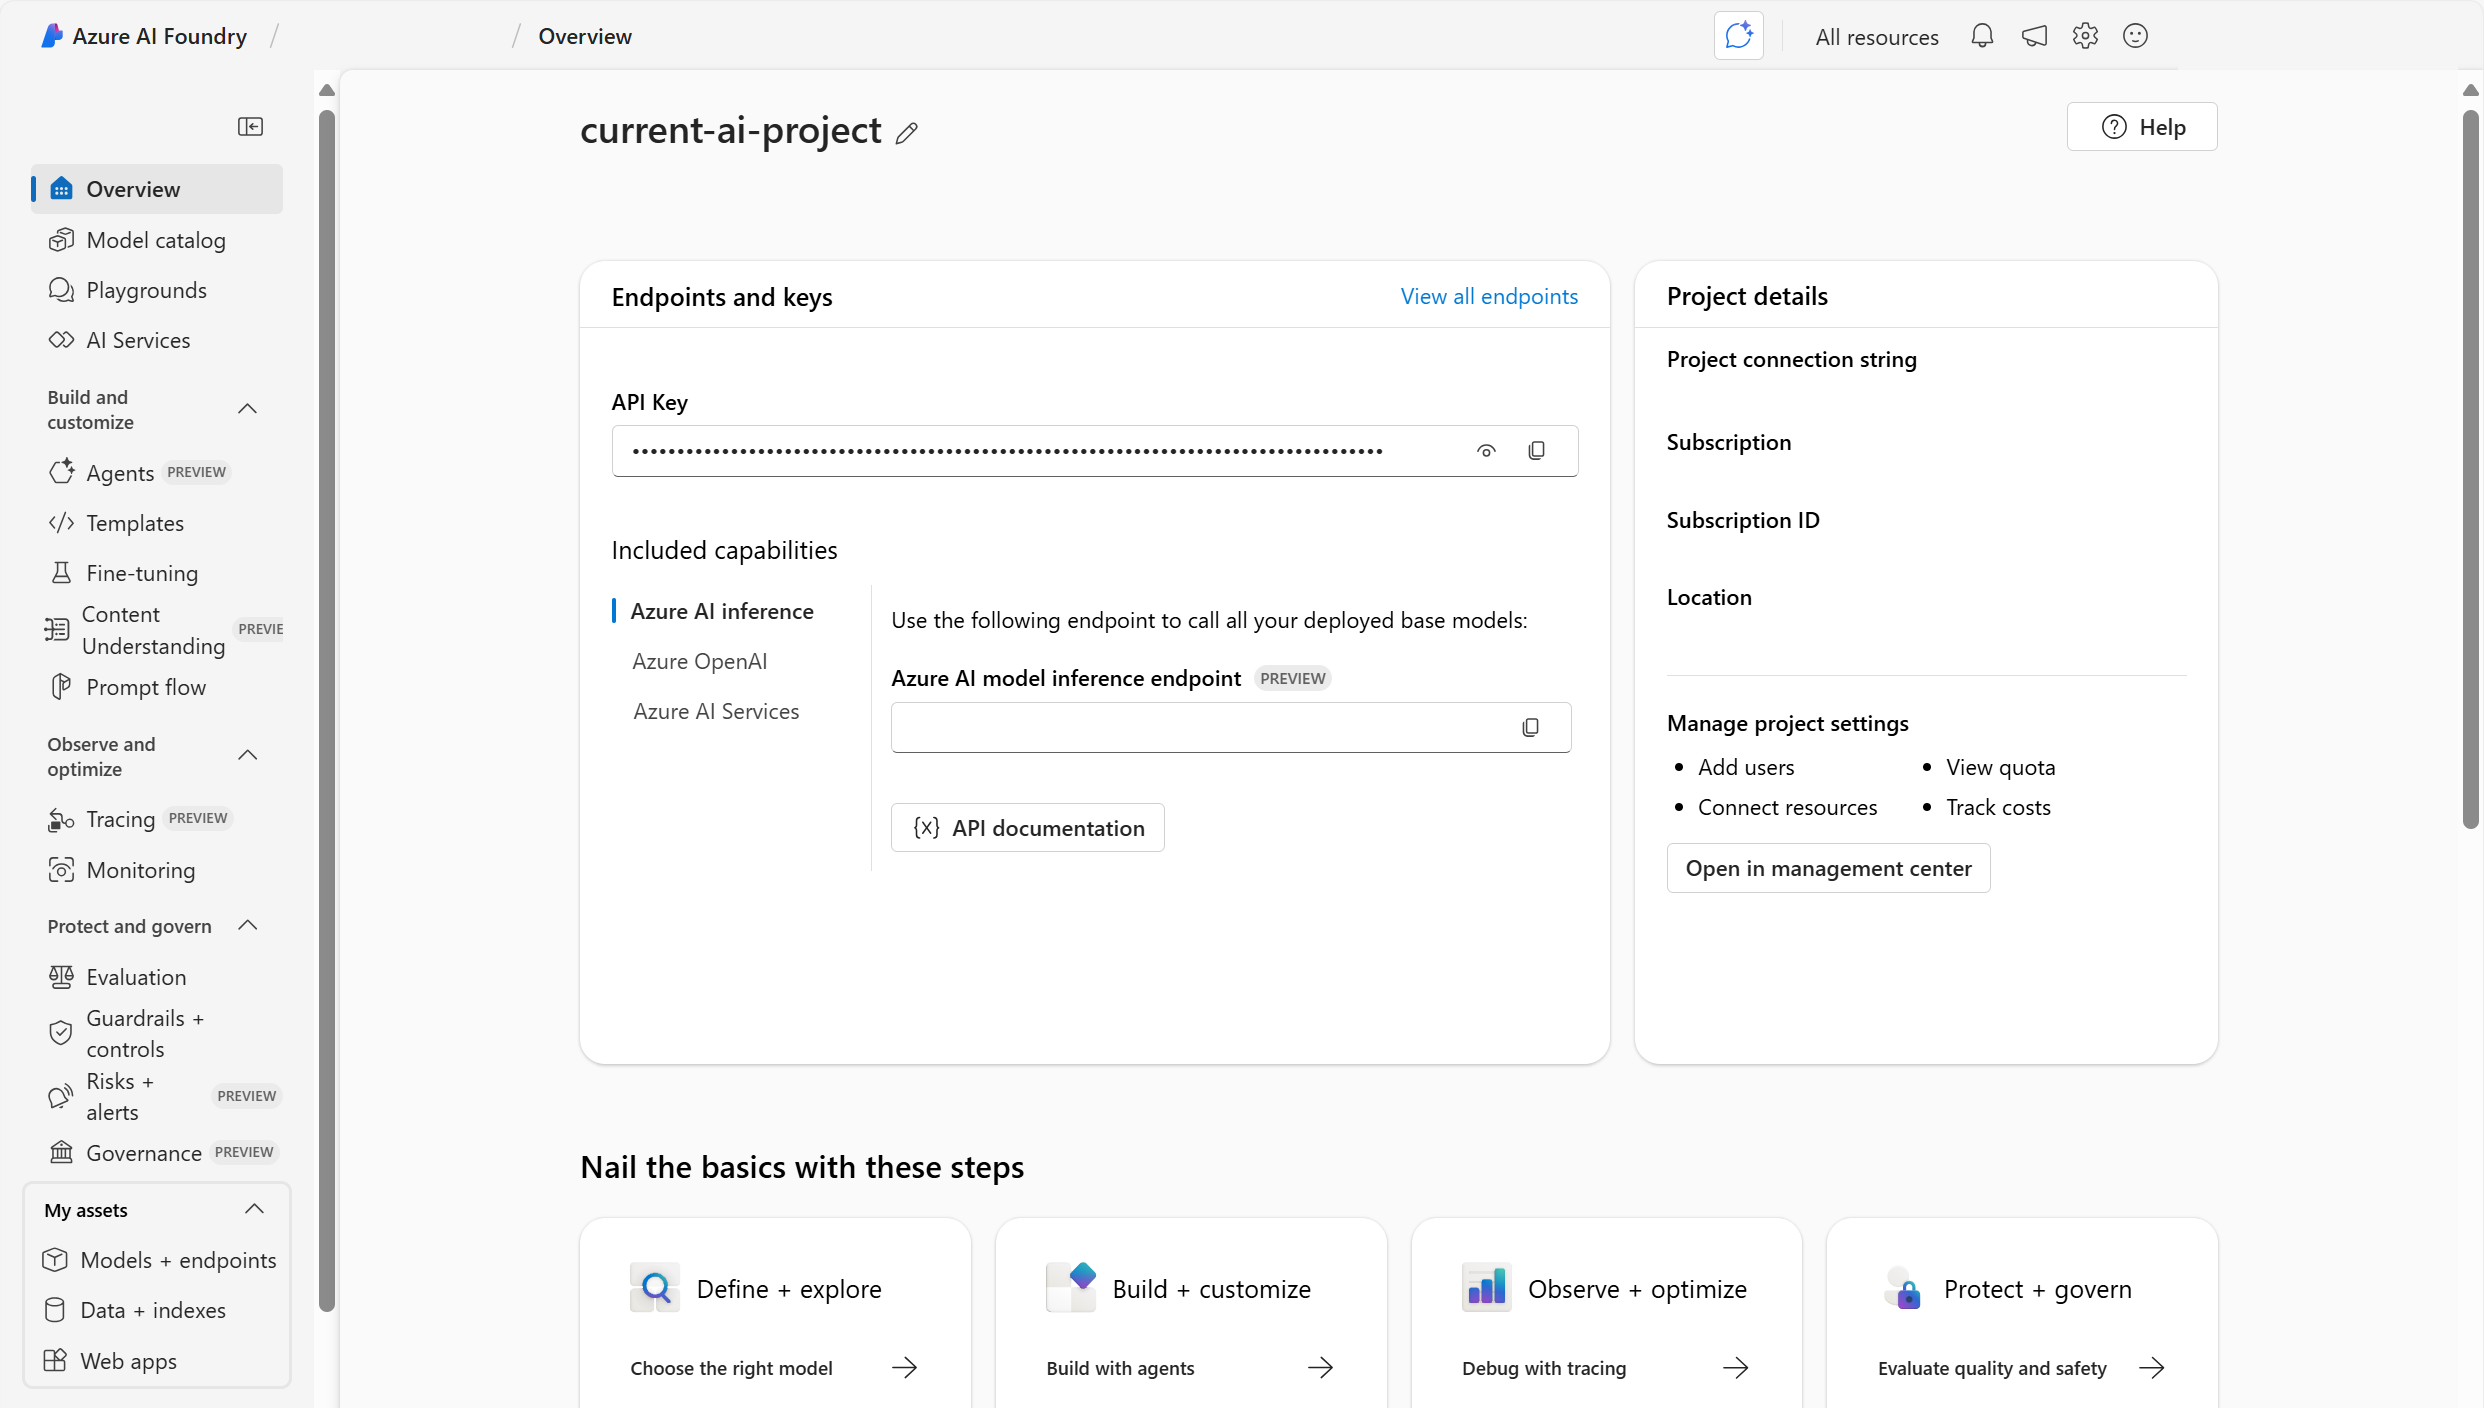 Azure AI Foundry / / Overview
All resources
Overview
Model catalog
Playgrounds
AI Services
Build and
customize
Agents PREVIEW
Templates
Fine-tuning
Content
Understanding PREVIE
Prompt flow
Observe and
optimize
Tracing PREVIEW
Monitoring
Protect and govern
Evaluation
Guardrails +
controls
Risks +
alerts PREVIEW
Governance PREVIEW
My assets
Models + endpoints
Data + indexes
Web apps
current-ai-project
Help
Endpoints and keys
View all endpoints
API Key
Included capabilities
Azure AI inference
Azure OpenAI
Azure AI Services
Use the following endpoint to call all your deployed base models:
Azure AI model inference endpoint PREVIEW
{x} API documentation
Project details
Project connection string
Subscription
Subscription ID
Location
Manage project settings
• Add users
• View quota
• Connect resources
• Track costs
Open in management center
Nail the basics with these steps
Define + explore
Choose the right model
Build + customize
Build with agents
Observe + optimize
Debug with tracing
Protect + govern
Evaluate quality and safety